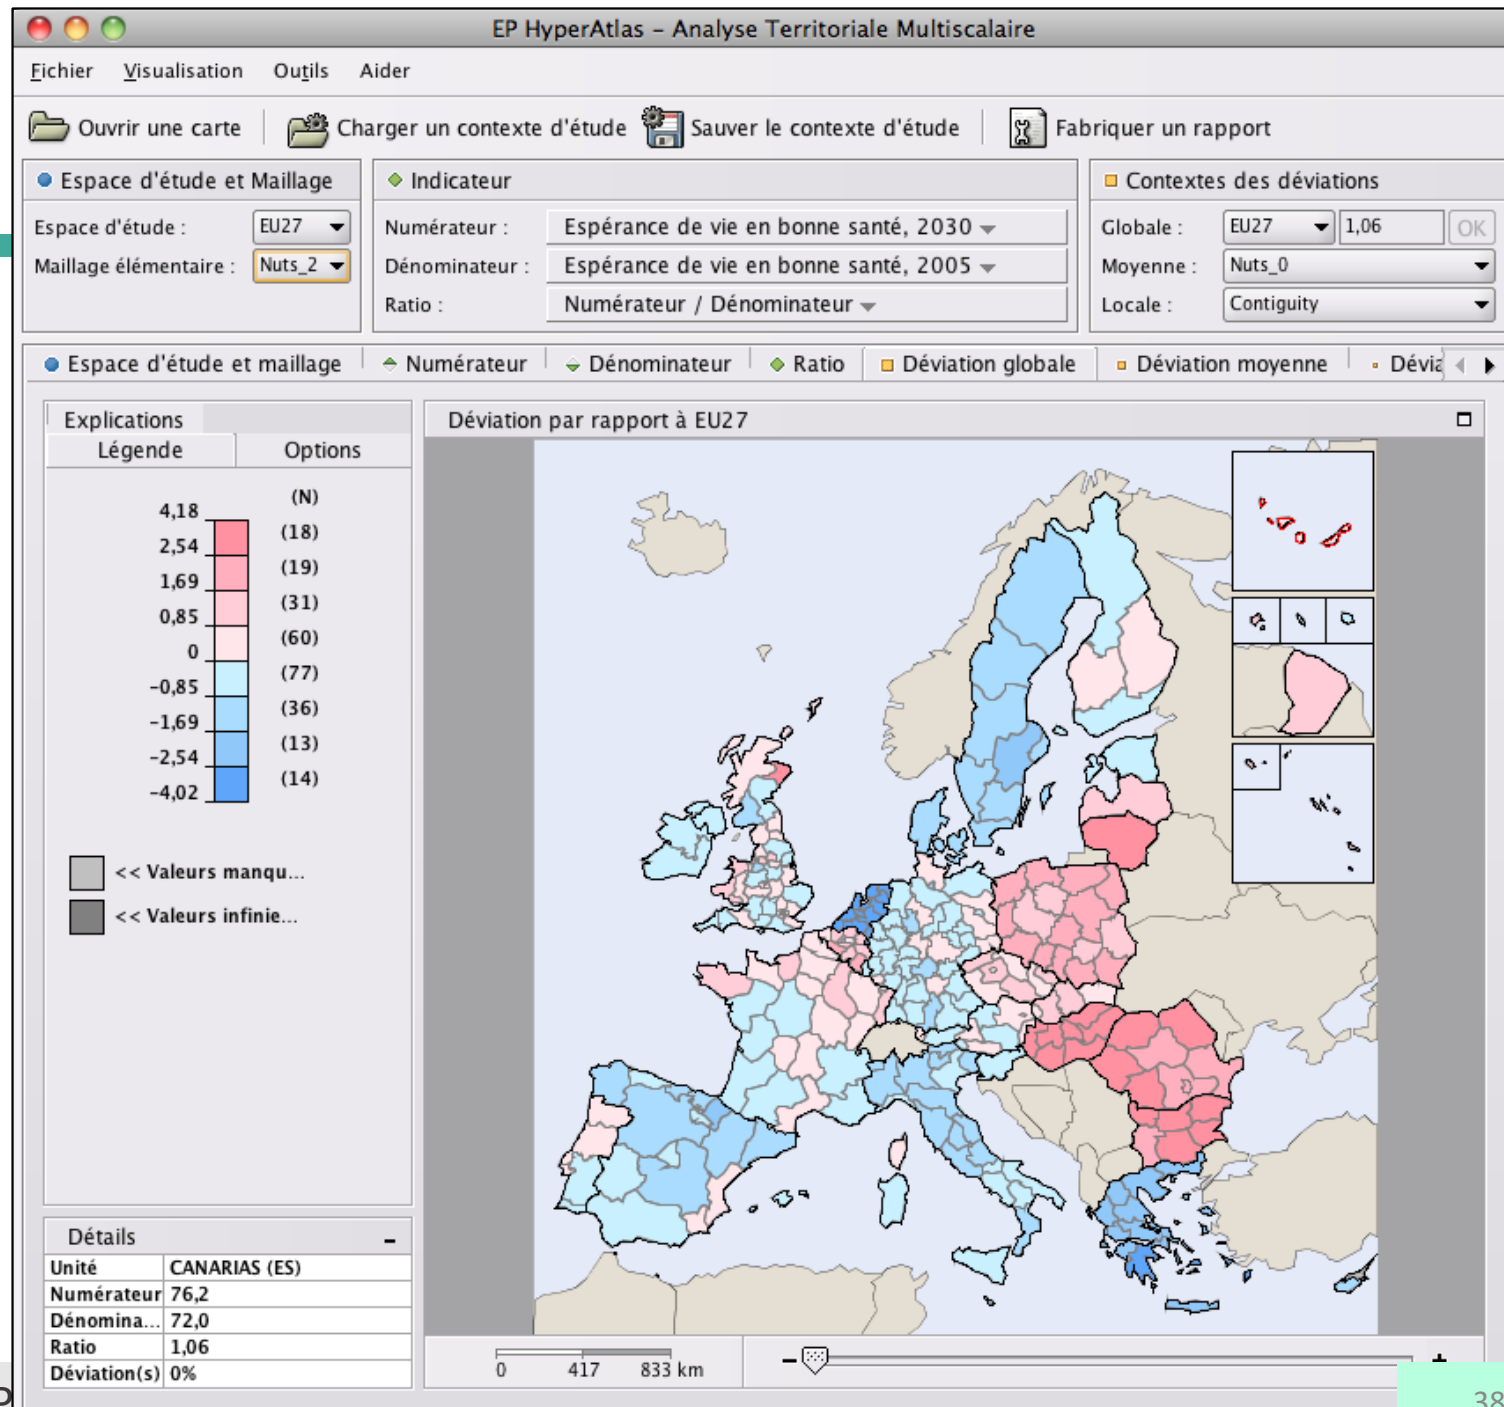 EP HyperAtlas – Analyse Territoriale Multiscalaire
Fichier Visualisation Outils Aider
Ouvrir une carte Charger un contexte d'étude Sauver le contexte d'étude Fabriquer un rapport
Espace d'étude et Maillage
Espace d'étude : EU27
Maillage élémentaire : Nuts_2
Indicateur
Numérateur : Espérance de vie en bonne santé, 2030
Dénominateur : Espérance de vie en bonne santé, 2005
Ratio : Numérateur / Dénominateur
Contextes des déviations
Globale : EU27 1,06 OK
Moyenne : Nuts_0
Locale : Contiguity
Espace d'étude et maillage Numérateur Dénominateur Ratio Déviation globale Déviation moyenne Dévia
Explications
Légende Options
(N)
4,18
(18)
2,54
(19)
1,69
(31)
0,85
(60)
0
(77)
-0,85
(36)
-1,69
(13)
-2,54
(14)
-4,02
<< Valeurs manqu...
<< Valeurs infinie...
Déviation par rapport à EU27
Détails –
Unité CANARIAS (ES)
Numérateur 76,2
Dénomina... 72,0
Ratio 1,06
Déviation(s) 0%
0 417 833 km
– +
P
38